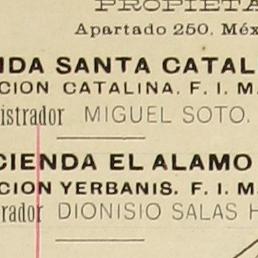 PROPIETA
Apartado 250, Méx
NDA SANTA CATAL
CION CATALINA. F. I. M
istrador MIGUEL SOTO.
CIENDA EL ALAMO
CION YERBANIS. F. I. M
rador DIONISIO SALAS H